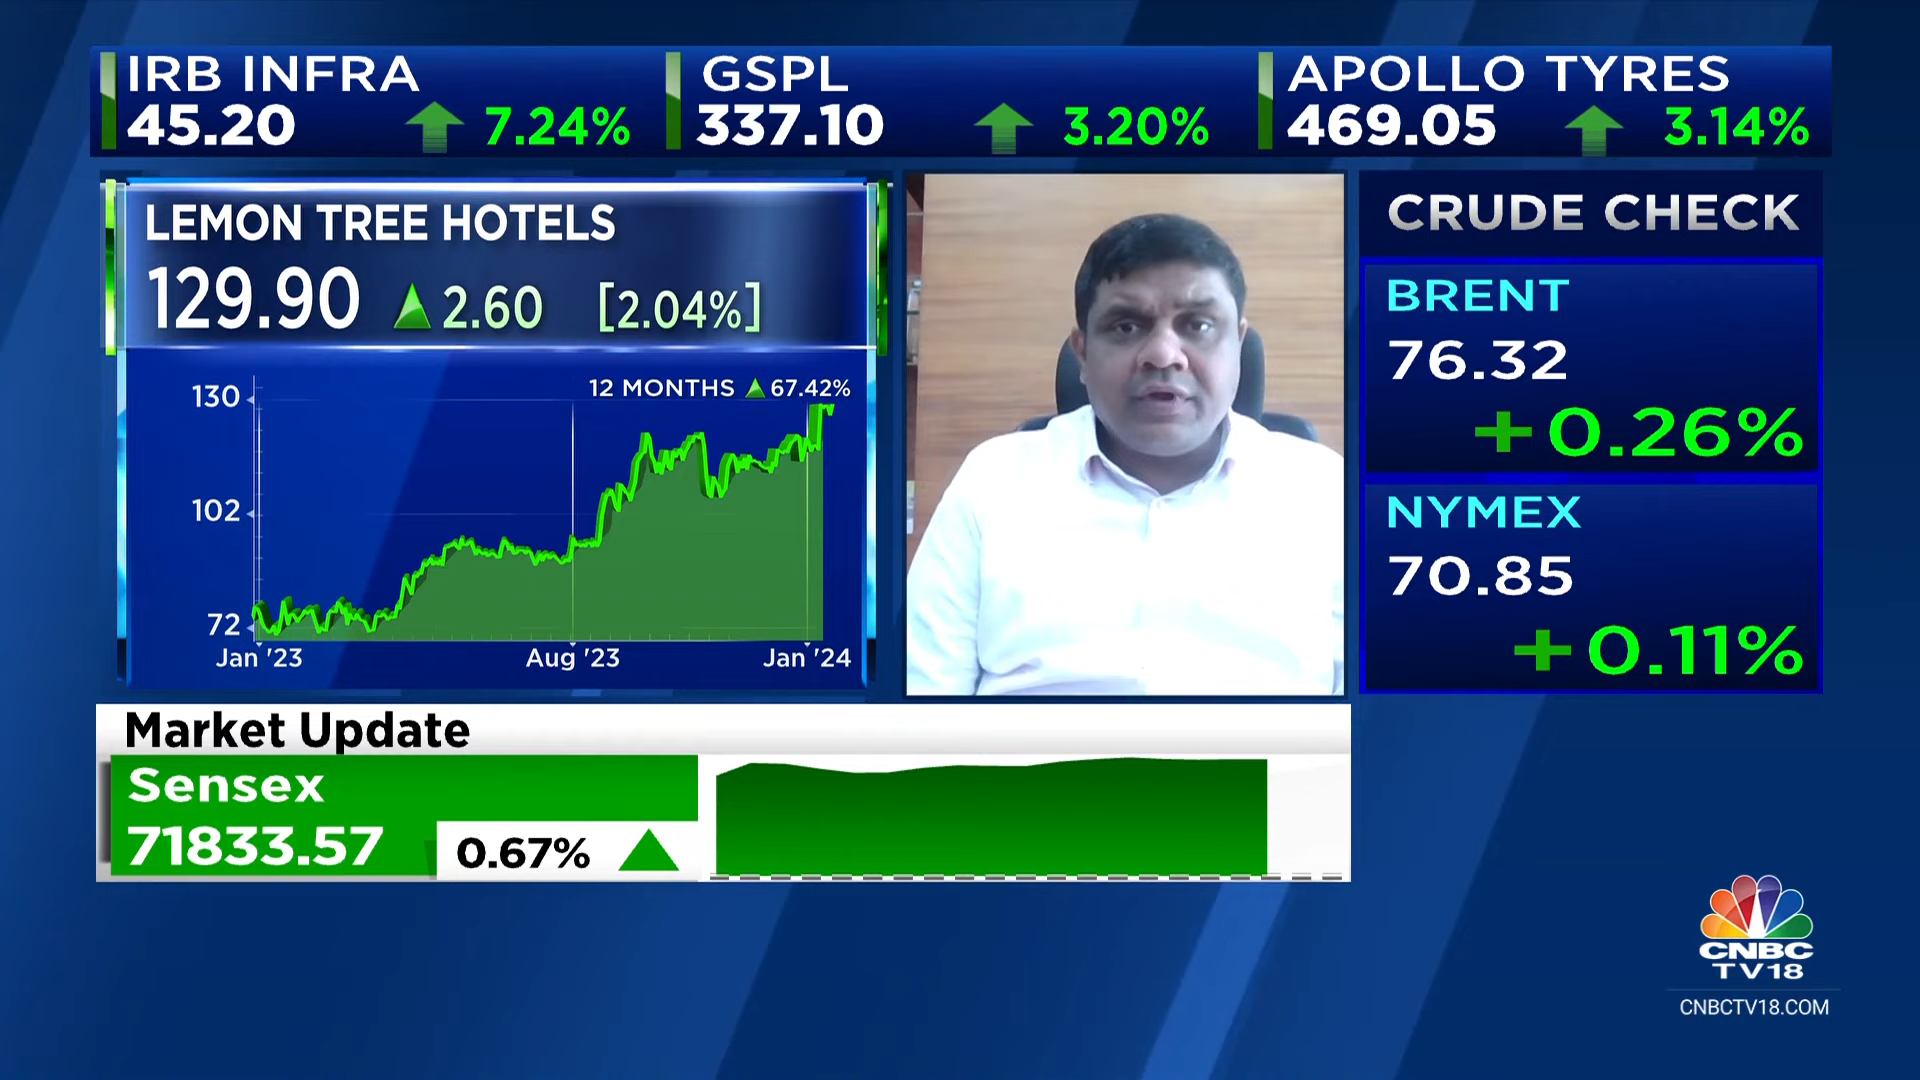 IRB INFRA
45.20 7.24%
GSPL
337.10 3.20%
APOLLO TYRES
469.05 3.14%
LEMON TREE HOTELS
129.90 2.60 [2.04%]
12 MONTHS 67.42%
130
102
72
Jan '23 Aug '23 Jan '24
CRUDE CHECK
BRENT
76.32
+0.26%
NYMEX
70.85
+0.11%
Market Update
Sensex
71833.57 0.67%
CNBC
TV18
CNBCTV18.COM